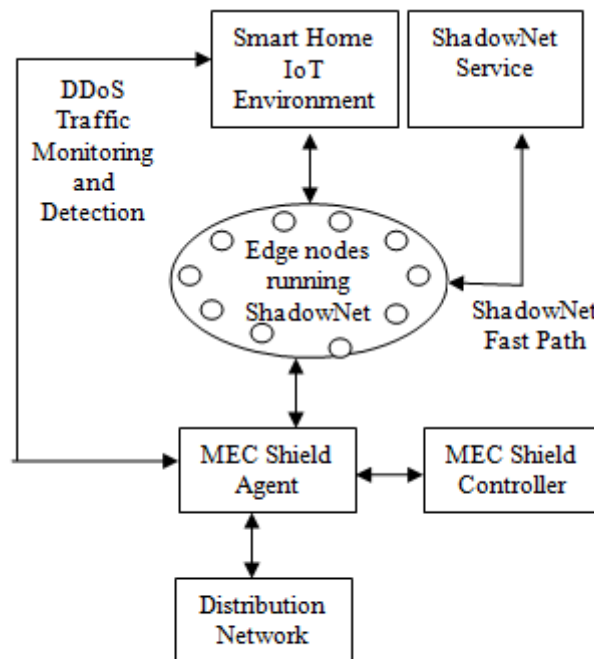 Smart Home
IoT
Environment
ShadowNet
Service
DDoS
Traffic
Monitoring
and
Detection
Edge nodes
running
ShadowNet
ShadowNet
Fast Path
MEC Shield
Agent
MEC Shield
Controller
Distribution
Network